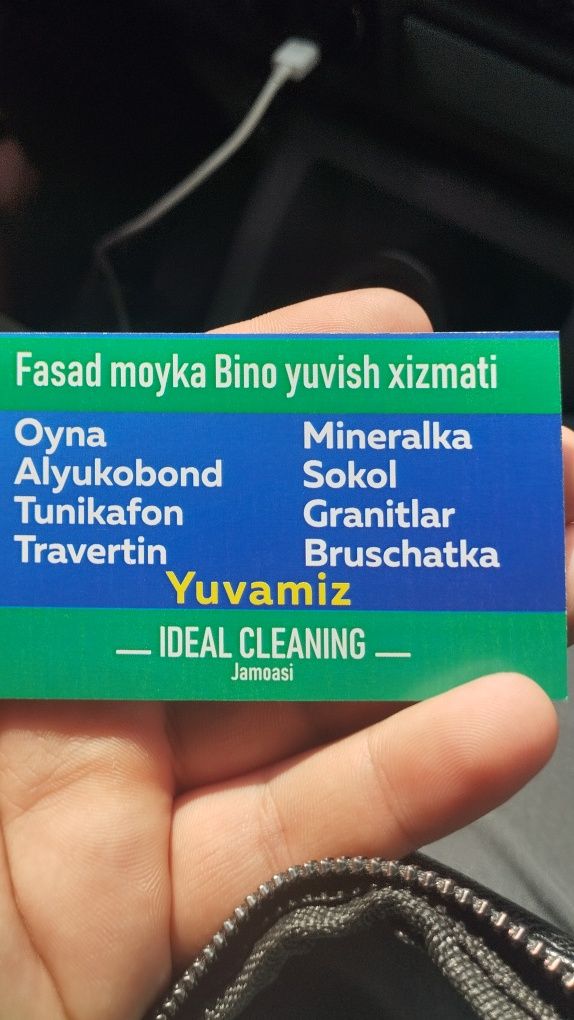 Fasad moyka Bino yuvish xizmati
Oyna
Alyukobond
Tunikafon
Travertin
Mineralka
Sokol
Granitlar
Bruschatka
Yuvamiz
IDEAL CLEANING
Jamoasi